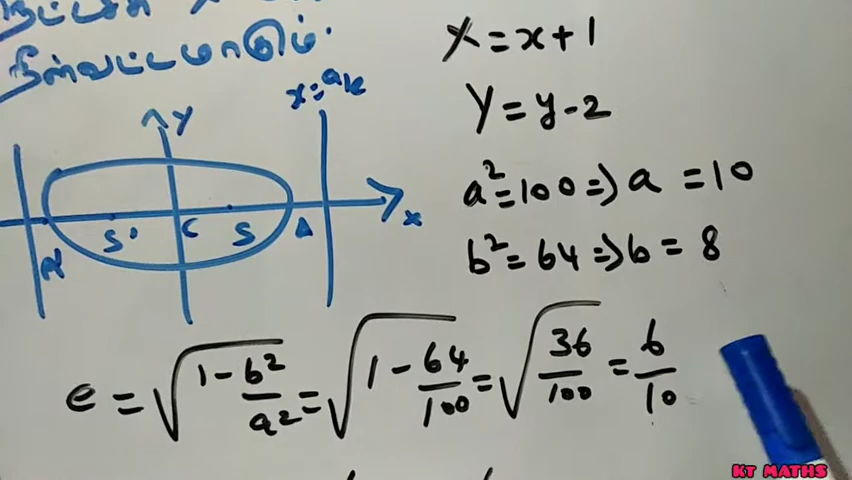 நெட்டச்சு
நீள்வட்டமாகும்.
X = x + 1
Y = y - 2
a² = 100 => a = 10
b² = 64 => b = 8
x = a/e
Y
A' S' C S A x
e = √(1 - b²/a²) = √(1 - 64/100) = √(36/100) = 6/10
KT MATHS